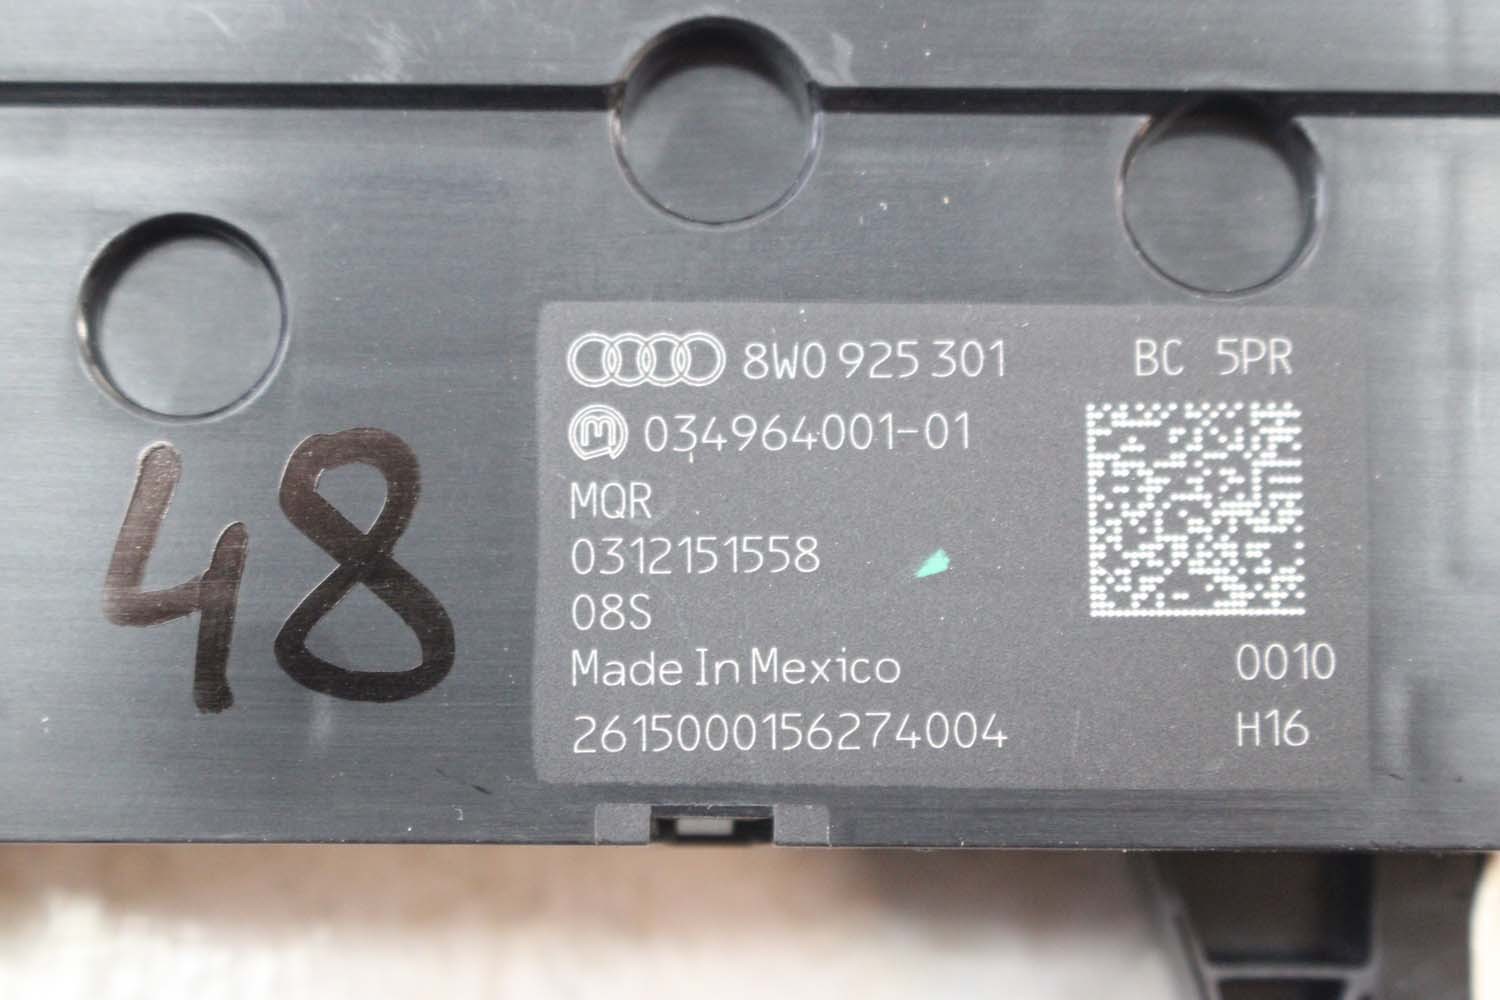 8W0 925 301 BC 5PR
034964001-01
MQR
0312151558
08S
Made In Mexico 0010
2615000156274004 H16
48